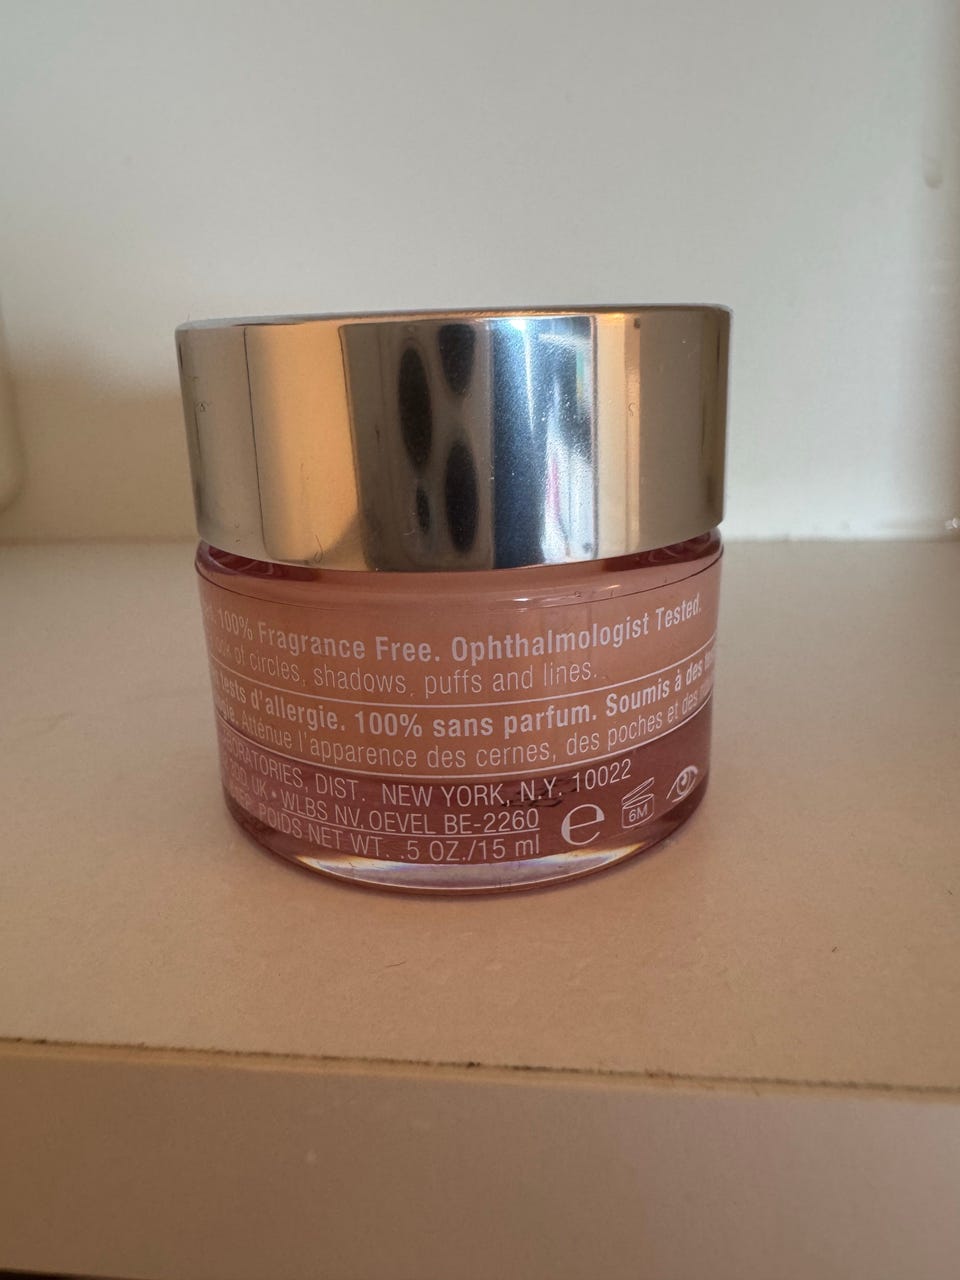 100% Fragrance Free. Ophthalmologist Tested.
look of circles, shadows, puffs and lines.
tests d'allergie. 100% sans parfum. Soumis à des
Atténue l'apparence des cernes, des poches et des
LABORATORIES, DIST. NEW YORK, N.Y. 10022
UK • WLBS NV, OEVEL BE-2260
POIDS NET WT. .5 OZ./15 ml
e
6M